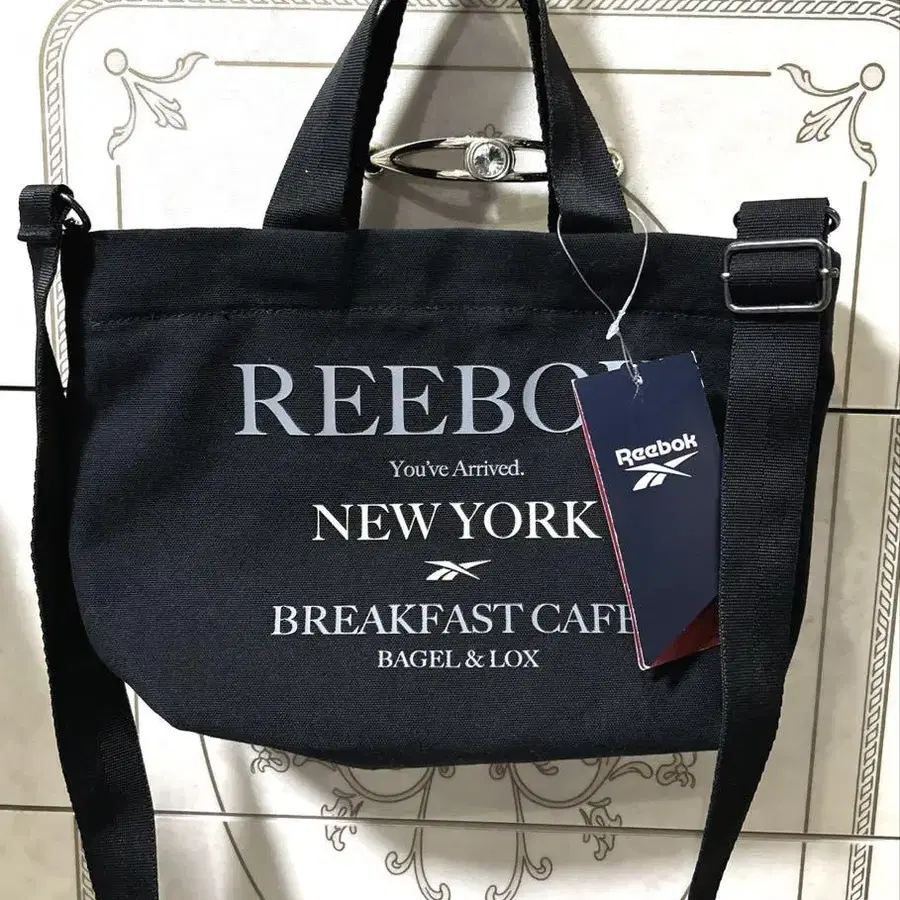 REEBOK
You've Arrived.
NEW YORK
BREAKFAST CAFE
BAGEL & LOX
Reebok